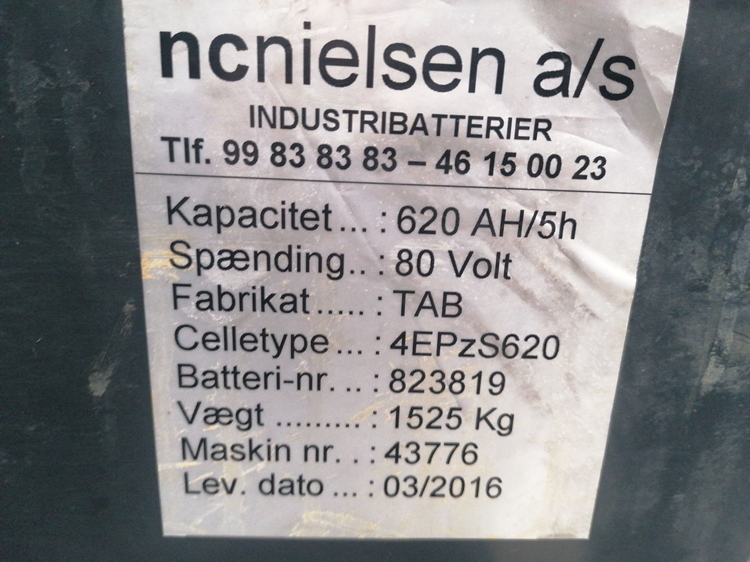 ncnielsen a/s
INDUSTRIBATTERIER
Tlf. 99 83 83 83 – 46 15 00 23
Kapacitet... : 620 AH/5h
Spænding.. : 80 Volt
Fabrikat..... : TAB
Celletype ... : 4EPzS620
Batteri-nr. .. : 823819
Vægt ......... : 1525 Kg
Maskin nr. . : 43776
Lev. dato ... : 03/2016